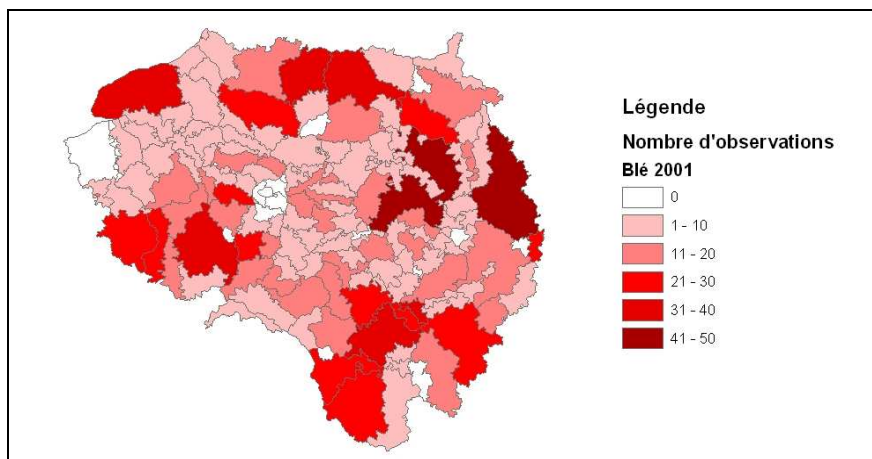 Légende
Nombre d'observations
Blé 2001
0
1 - 10
11 - 20
21 - 30
31 - 40
41 - 50